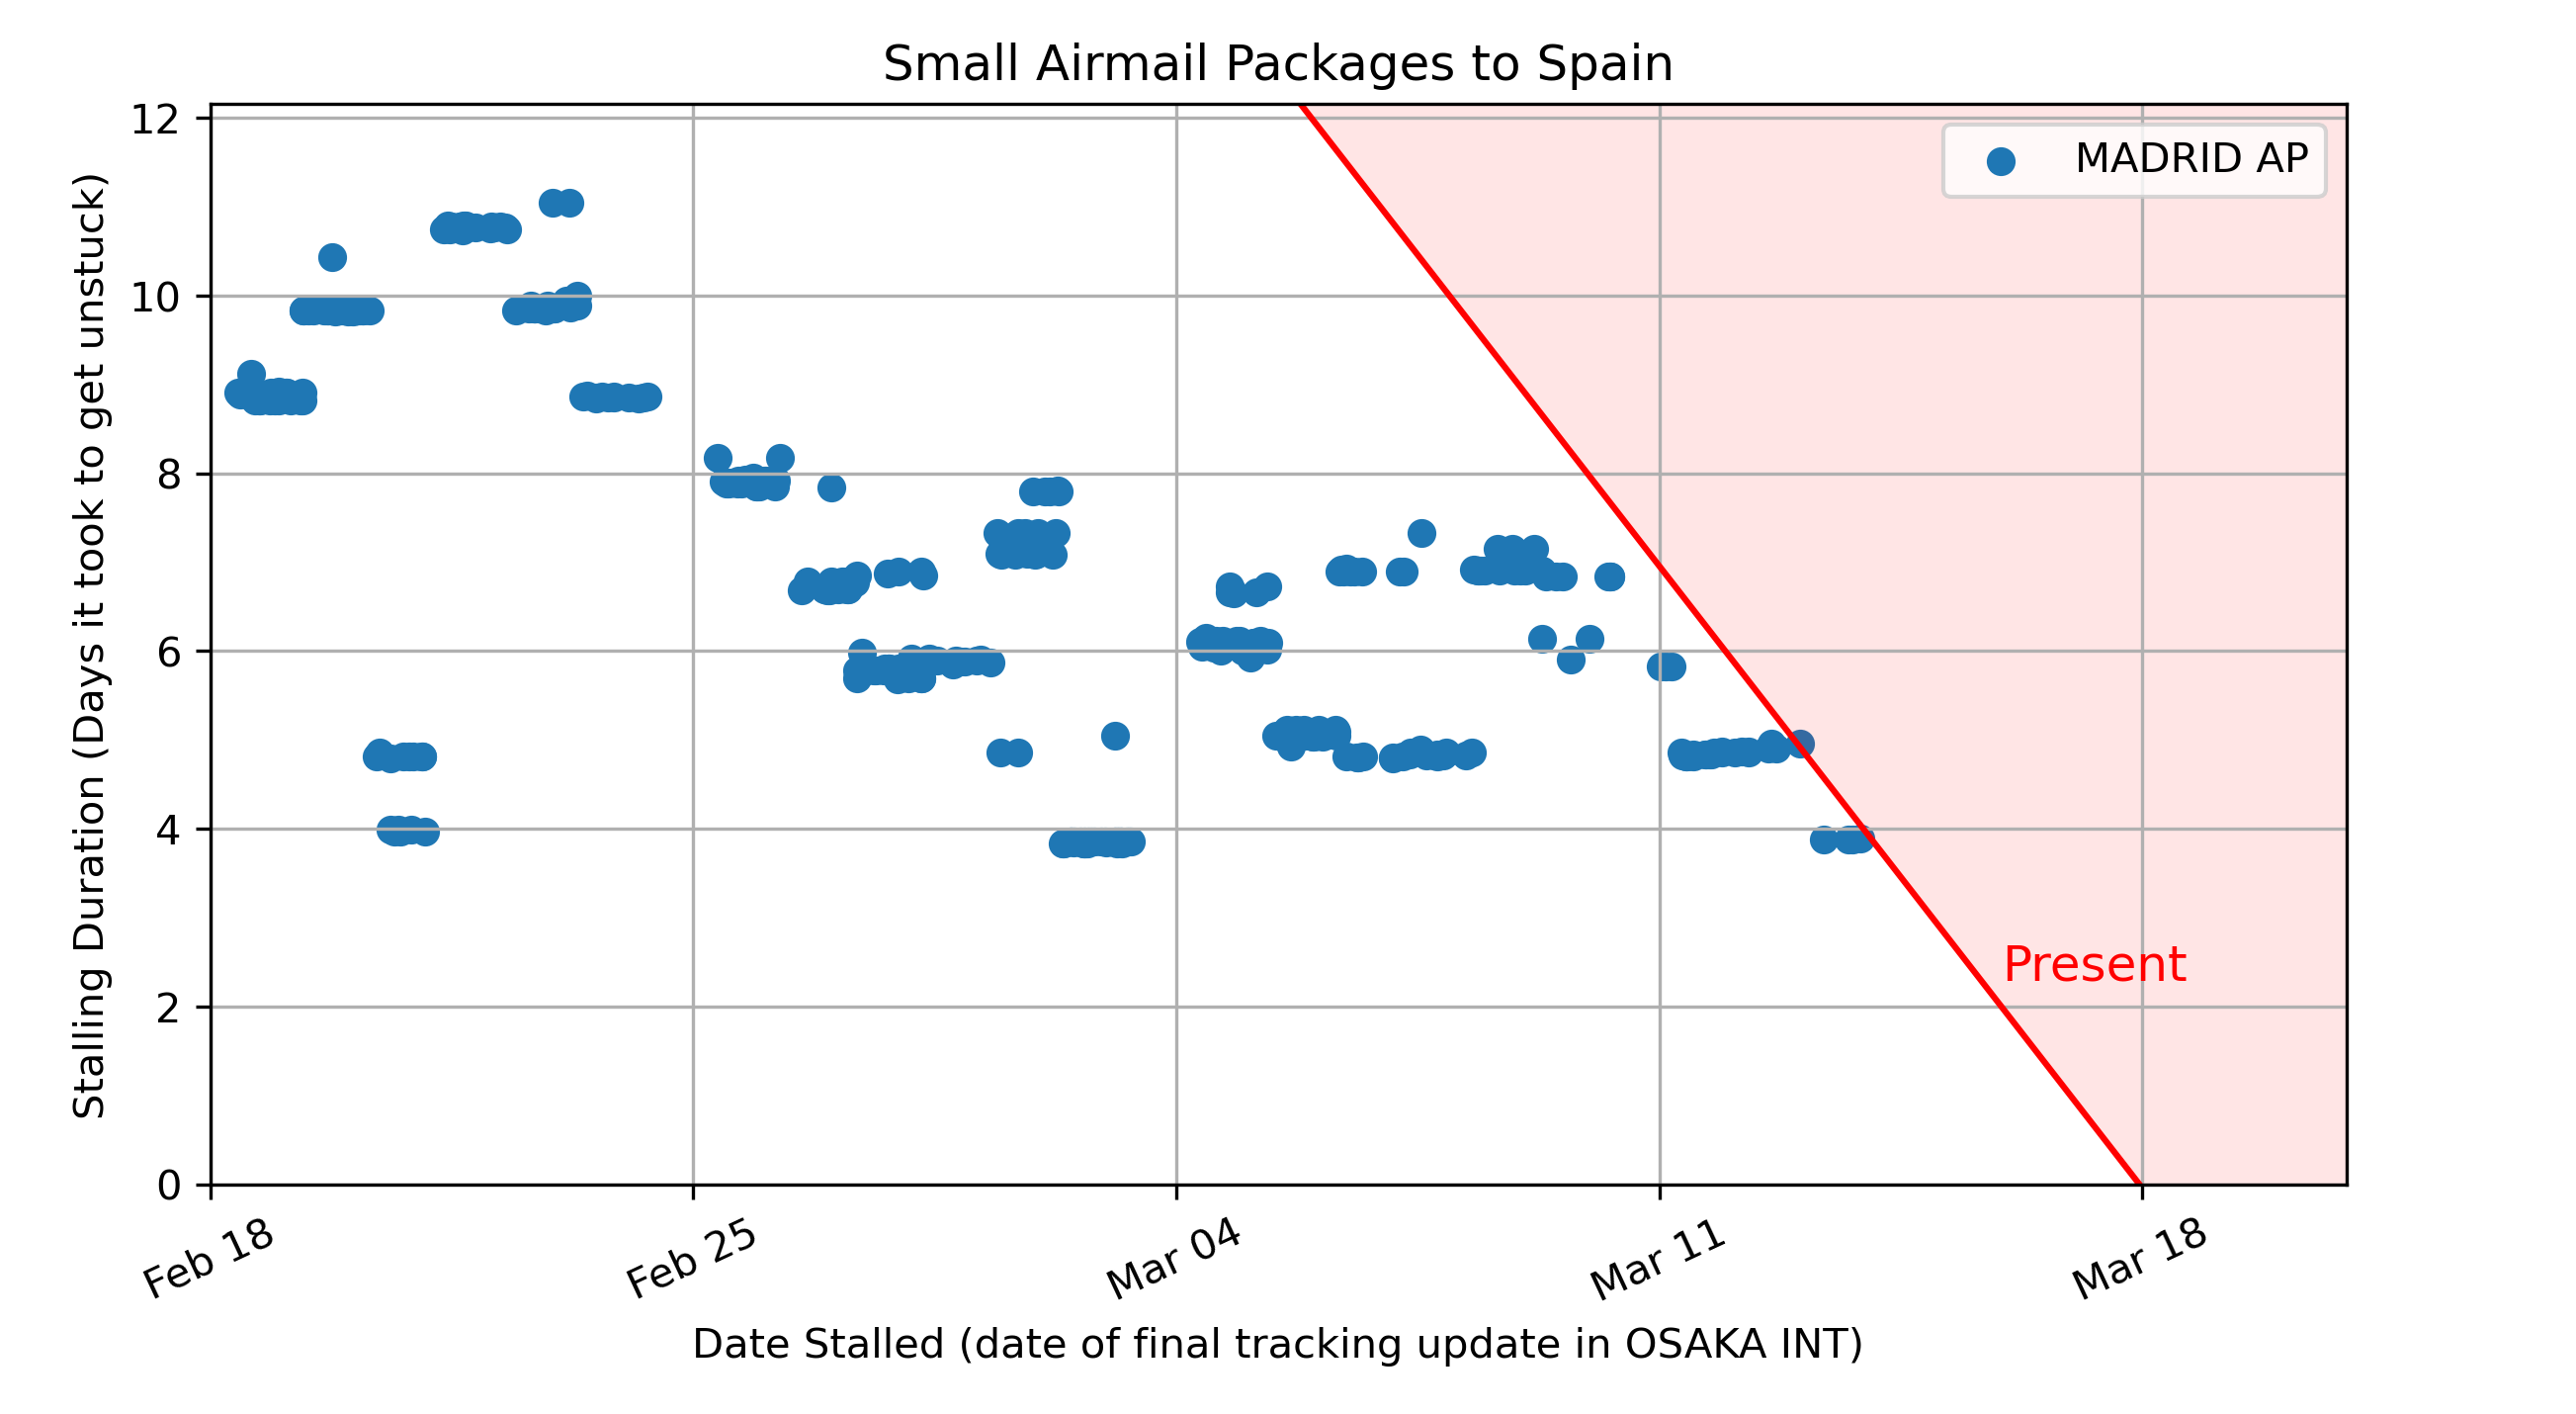 Small Airmail Packages to Spain
12
10
8
6
4
2
0
Stalling Duration (Days it took to get unstuck)
MADRID AP
Present
Feb 18
Feb 25
Mar 04
Mar 11
Mar 18
Date Stalled (date of final tracking update in OSAKA INT)